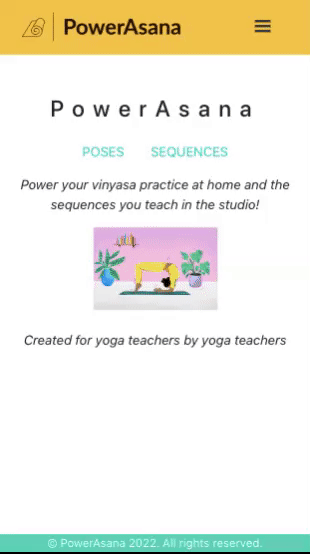 PowerAsana
PowerAsana
POSES SEQUENCES
Power your vinyasa practice at home and the
sequences you teach in the studio!
Created for yoga teachers by yoga teachers
© PowerAsana 2022. All rights reserved.